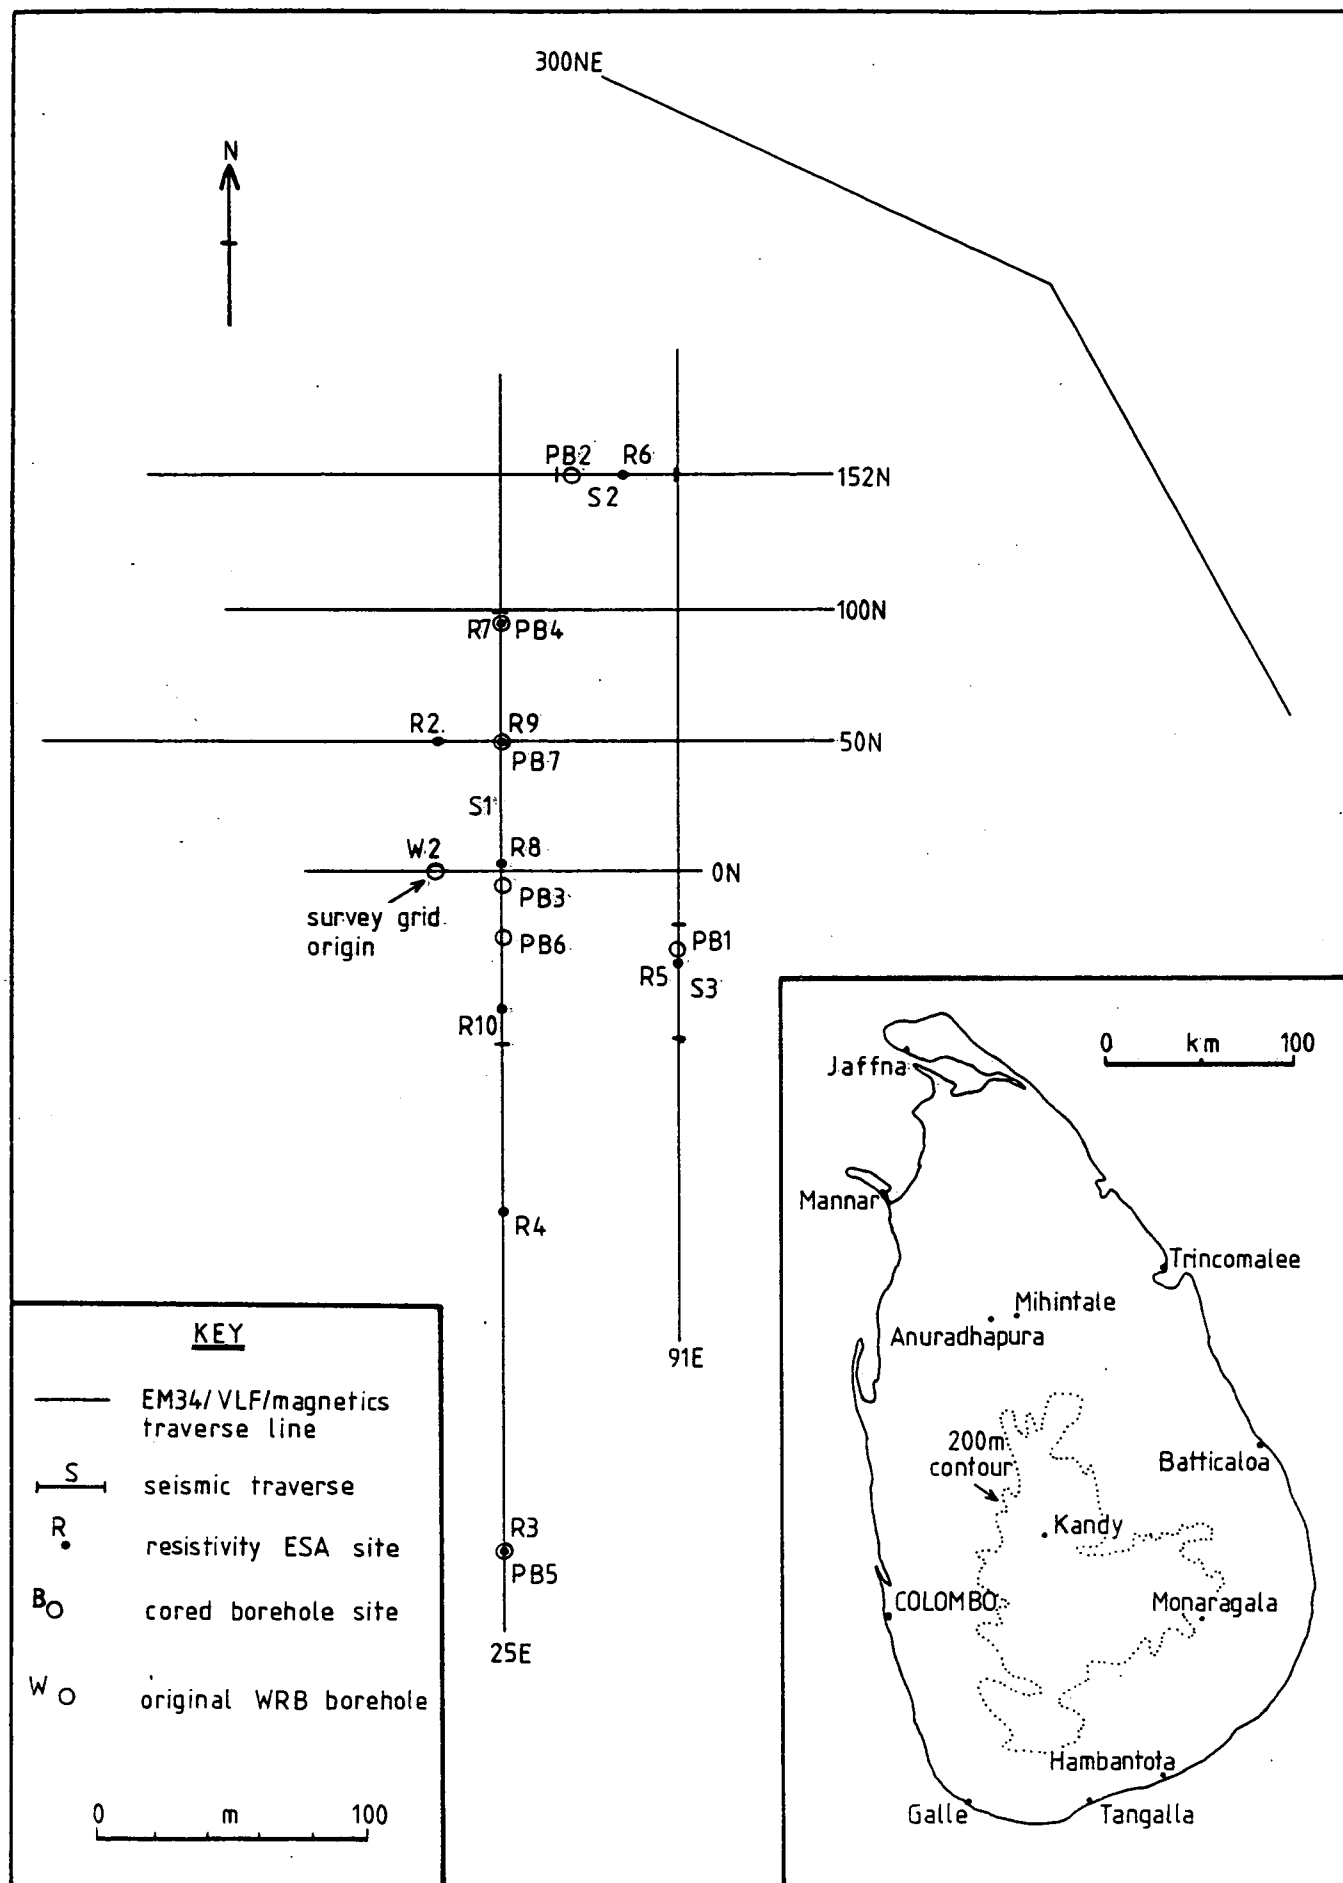 300NE
N
PB2
R6
S2
152N
100N
R7
PB4
R2
R9
50N
PB7
S1
W2
R8
0N
survey grid
origin
PB3
PB6
PB1
R5
S3
R10
R4
91E
R3
PB5
25E
KEY
EM34/VLF/magnetics
traverse line
S
seismic traverse
R
resistivity ESA site
B
cored borehole site
W
original WRB borehole
0 m 100
0 km 100
Jaffna
Mannar
Trincomalee
Mihintale
Anuradhapura
200m
contour
Batticaloa
Kandy
COLOMBO
Monaragala
Hambantota
Galle
Tangalla